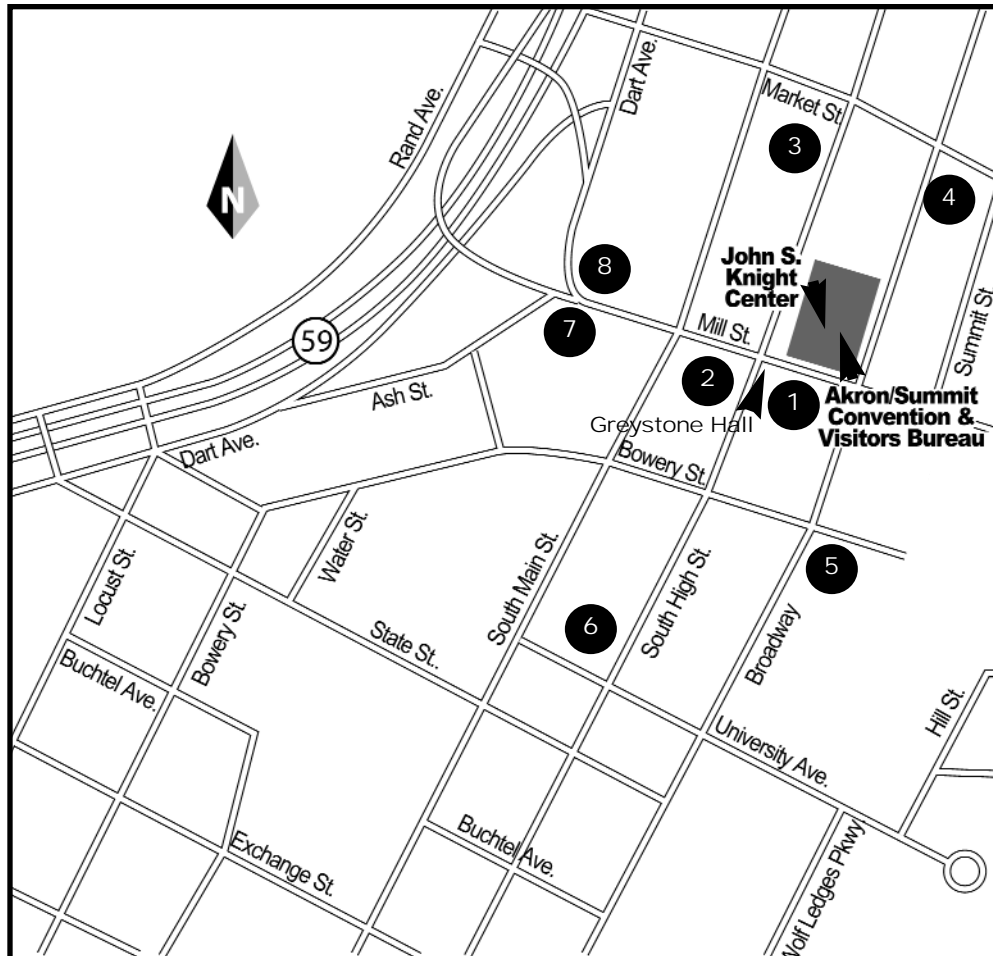 Rand Ave.
Dart Ave.
Market St.
3
4
N
8
John S.
Knight
Center
Summit St.
59
7
Mill St.
2
1
Akron/Summit
Convention &
Visitors Bureau
Ash St.
Greystone Hall
Dart Ave.
Bowery St.
Water St.
Locust St.
5
South Main St.
South High St.
6
Bowery St.
State St..
Broadway
Buchtel Ave.
Hill St.
University Ave.
Exchange St.
Buchtel Ave.
Wolf Ledges Pkwy